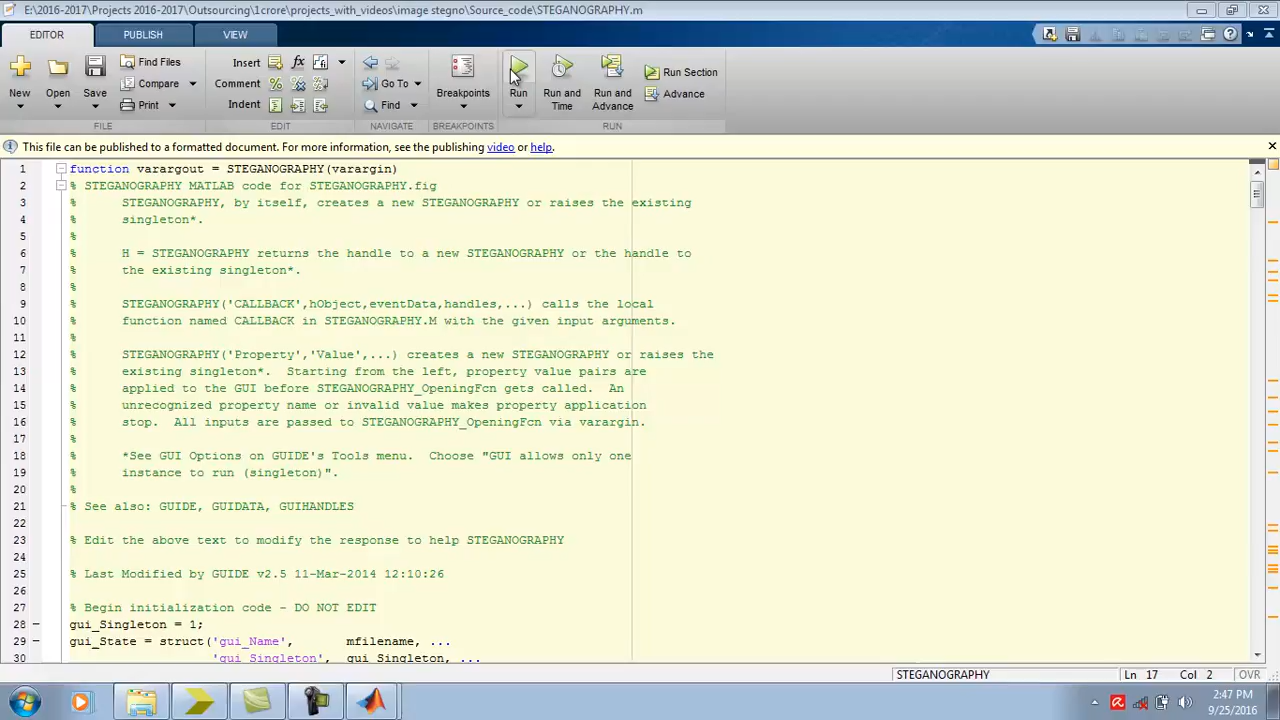 E:\2016-2017\Projects 2016-2017\Outsourcing\1crore\projects_with_videos\image stegno\Source_code\STEGANOGRAPHY.m
EDITOR PUBLISH VIEW
New Open Save Find Files Compare Print
Insert Comment Indent
Go To Find
Breakpoints
Run Run and Time Run and Advance Run Section Advance
FILE EDIT NAVIGATE BREAKPOINTS RUN
This file can be published to a formatted document. For more information, see the publishing video or help.
1 function varargout = STEGANOGRAPHY(varargin)
2 % STEGANOGRAPHY MATLAB code for STEGANOGRAPHY.fig
3 % STEGANOGRAPHY, by itself, creates a new STEGANOGRAPHY or raises the existing
4 % singleton*.
5 %
6 % H = STEGANOGRAPHY returns the handle to a new STEGANOGRAPHY or the handle to
7 % the existing singleton*.
8 %
9 % STEGANOGRAPHY('CALLBACK',hObject,eventData,handles,...) calls the local
10 % function named CALLBACK in STEGANOGRAPHY.M with the given input arguments.
11 %
12 % STEGANOGRAPHY('Property','Value',...) creates a new STEGANOGRAPHY or raises the
13 % existing singleton*. Starting from the left, property value pairs are
14 % applied to the GUI before STEGANOGRAPHY_OpeningFcn gets called. An
15 % unrecognized property name or invalid value makes property application
16 % stop. All inputs are passed to STEGANOGRAPHY_OpeningFcn via varargin.
17 %
18 % *See GUI Options on GUIDE's Tools menu. Choose "GUI allows only one
19 % instance to run (singleton)".
20 %
21 % See also: GUIDE, GUIDATA, GUIHANDLES
22
23 % Edit the above text to modify the response to help STEGANOGRAPHY
24
25 % Last Modified by GUIDE v2.5 11-Mar-2014 12:10:26
26
27 % Begin initialization code - DO NOT EDIT
28 gui_Singleton = 1;
29 gui_State = struct('gui_Name', mfilename, ...
30 'gui_Singleton', gui_Singleton, ...
STEGANOGRAPHY Ln 17 Col 2 OVR
2:47 PM
9/25/2016